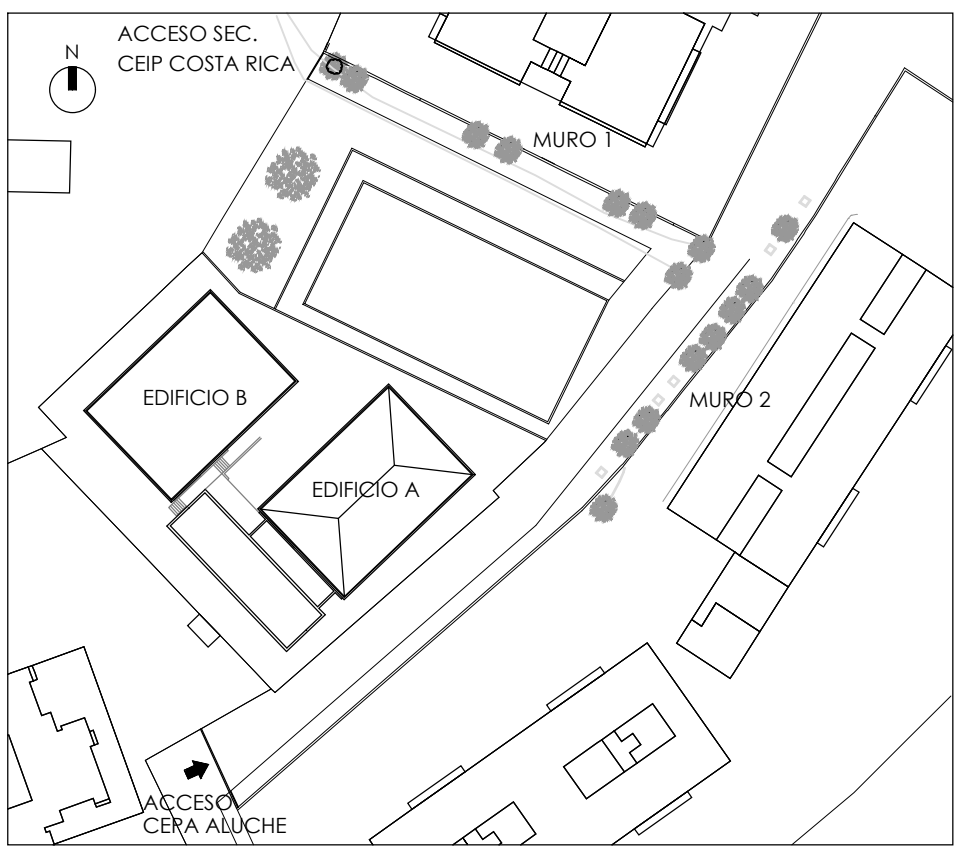 ACCESO SEC.
CEIP COSTA RICA
N
MURO 1
EDIFICIO B
MURO 2
EDIFICIO A
ACCESO
CEPA ALUCHE